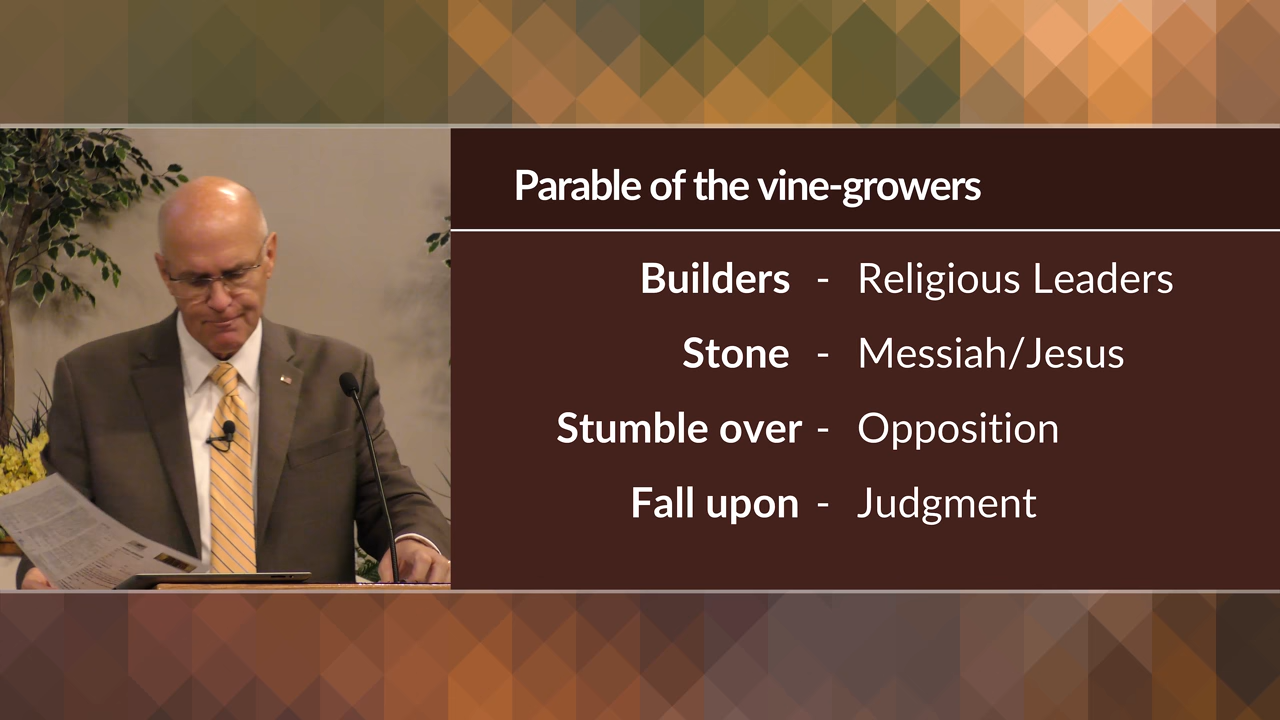 Parable of the vine-growers
Builders - Religious Leaders
Stone - Messiah/Jesus
Stumble over - Opposition
Fall upon - Judgment